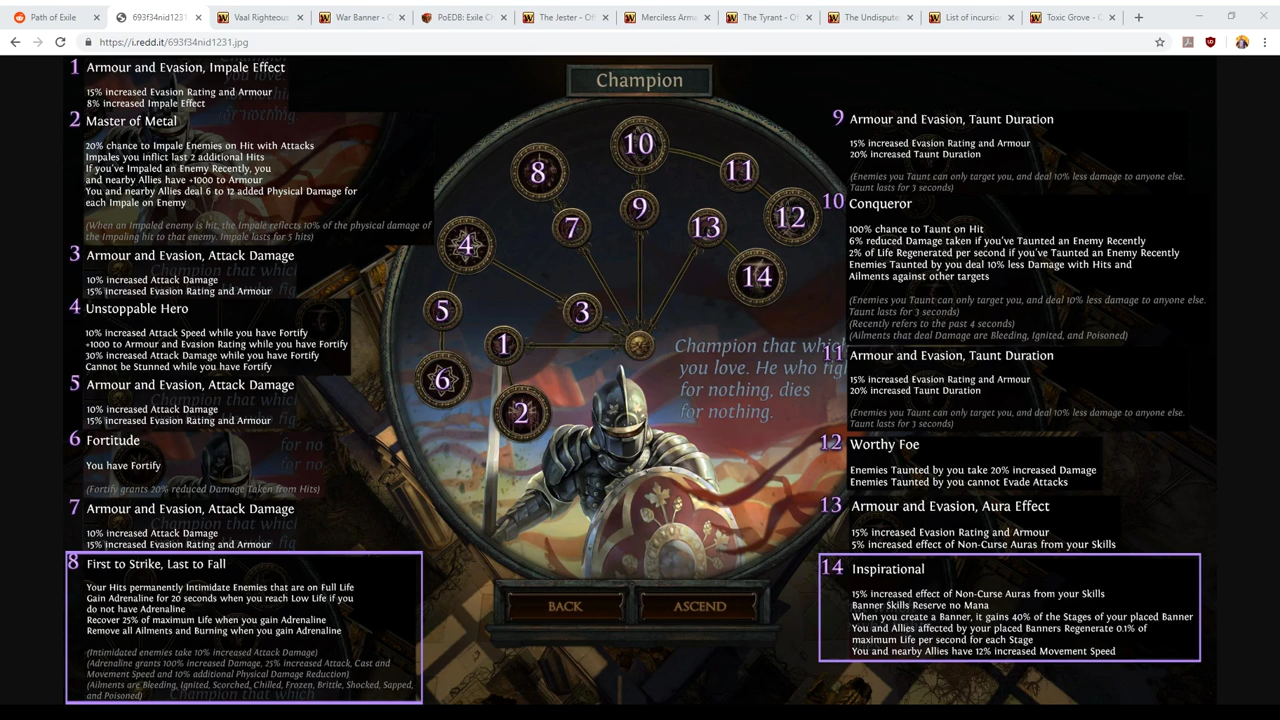 Path of Exile
693f34nid1231
Vaal Righteous
War Banner - C
PoEDB: Exile C
The Jester - Of
Merciless Arma
The Tyrant - O
The Undispute
List of incursio
Toxic Grove - C
https://i.redd.it/693f34nid1231.jpg
Champion
1 Armour and Evasion, Impale Effect
15% increased Evasion Rating and Armour
8% increased Impale Effect
2 Master of Metal
20% chance to Impale Enemies on Hit with Attacks
Impales you inflict last 2 additional Hits
If you've Impaled an Enemy Recently, you
and nearby Allies have +1000 to Armour
You and nearby Allies deal 6 to 12 added Physical Damage for
each Impale on Enemy
(When an Impaled enemy is hit, the Impale reflects 10% of the physical damage of
the Impaling hit to that enemy. Impale lasts for 5 hits)
3 Armour and Evasion, Attack Damage
10% increased Attack Damage
15% increased Evasion Rating and Armour
4 Unstoppable Hero
10% increased Attack Speed while you have Fortify
+1000 to Armour and Evasion Rating while you have Fortify
30% increased Attack Damage while you have Fortify
Cannot be Stunned while you have Fortify
5 Armour and Evasion, Attack Damage
10% increased Attack Damage
15% increased Evasion Rating and Armour
6 Fortitude
You have Fortify
(Fortify grants 20% reduced Damage Taken from Hits)
7 Armour and Evasion, Attack Damage
10% increased Attack Damage
15% increased Evasion Rating and Armour
8 First to Strike, Last to Fall
Your Hits permanently Intimidate Enemies that are on Full Life
Gain Adrenaline for 20 seconds when you reach Low Life if you
do not have Adrenaline
Recover 25% of maximum Life when you gain Adrenaline
Remove all Ailments and Burning when you gain Adrenaline
(Intimidated enemies take 10% increased Attack Damage)
(Adrenaline grants 100% increased Damage, 25% increased Attack, Cast and
Movement Speed and 10% additional Physical Damage Reduction)
(Ailments are Bleeding, Ignited, Scorched, Chilled, Frozen, Brittle, Shocked, Sapped,
and Poisoned)
10
8
11
9
12
7
13
4
14
5
3
1
6
2
Champion that which
you love. He who figh
for nothing, dies
for nothing.
BACK
ASCEND
9 Armour and Evasion, Taunt Duration
15% increased Evasion Rating and Armour
20% increased Taunt Duration
(Enemies you Taunt can only target you, and deal 10% less damage to anyone else.
Taunt lasts for 3 seconds)
10 Conqueror
100% chance to Taunt on Hit
6% reduced Damage taken if you've Taunted an Enemy Recently
2% of Life Regenerated per second if you've Taunted an Enemy Recently
Enemies Taunted by you deal 10% less Damage with Hits and
Ailments against other targets
(Enemies you Taunt can only target you, and deal 10% less damage to anyone else.
Taunt lasts for 3 seconds)
(Recently refers to the past 4 seconds)
(Ailments that deal Damage are Bleeding, Ignited, and Poisoned)
11 Armour and Evasion, Taunt Duration
15% increased Evasion Rating and Armour
20% increased Taunt Duration
(Enemies you Taunt can only target you, and deal 10% less damage to anyone else.
Taunt lasts for 3 seconds)
12 Worthy Foe
Enemies Taunted by you take 20% increased Damage
Enemies Taunted by you cannot Evade Attacks
13 Armour and Evasion, Aura Effect
15% increased Evasion Rating and Armour
5% increased effect of Non-Curse Auras from your Skills
14 Inspirational
15% increased effect of Non-Curse Auras from your Skills
Banner Skills Reserve no Mana
When you create a Banner, it gains 40% of the Stages of your placed Banner
You and Allies affected by your placed Banners Regenerate 0.1% of
maximum Life per second for each Stage
You and nearby Allies have 12% increased Movement Speed